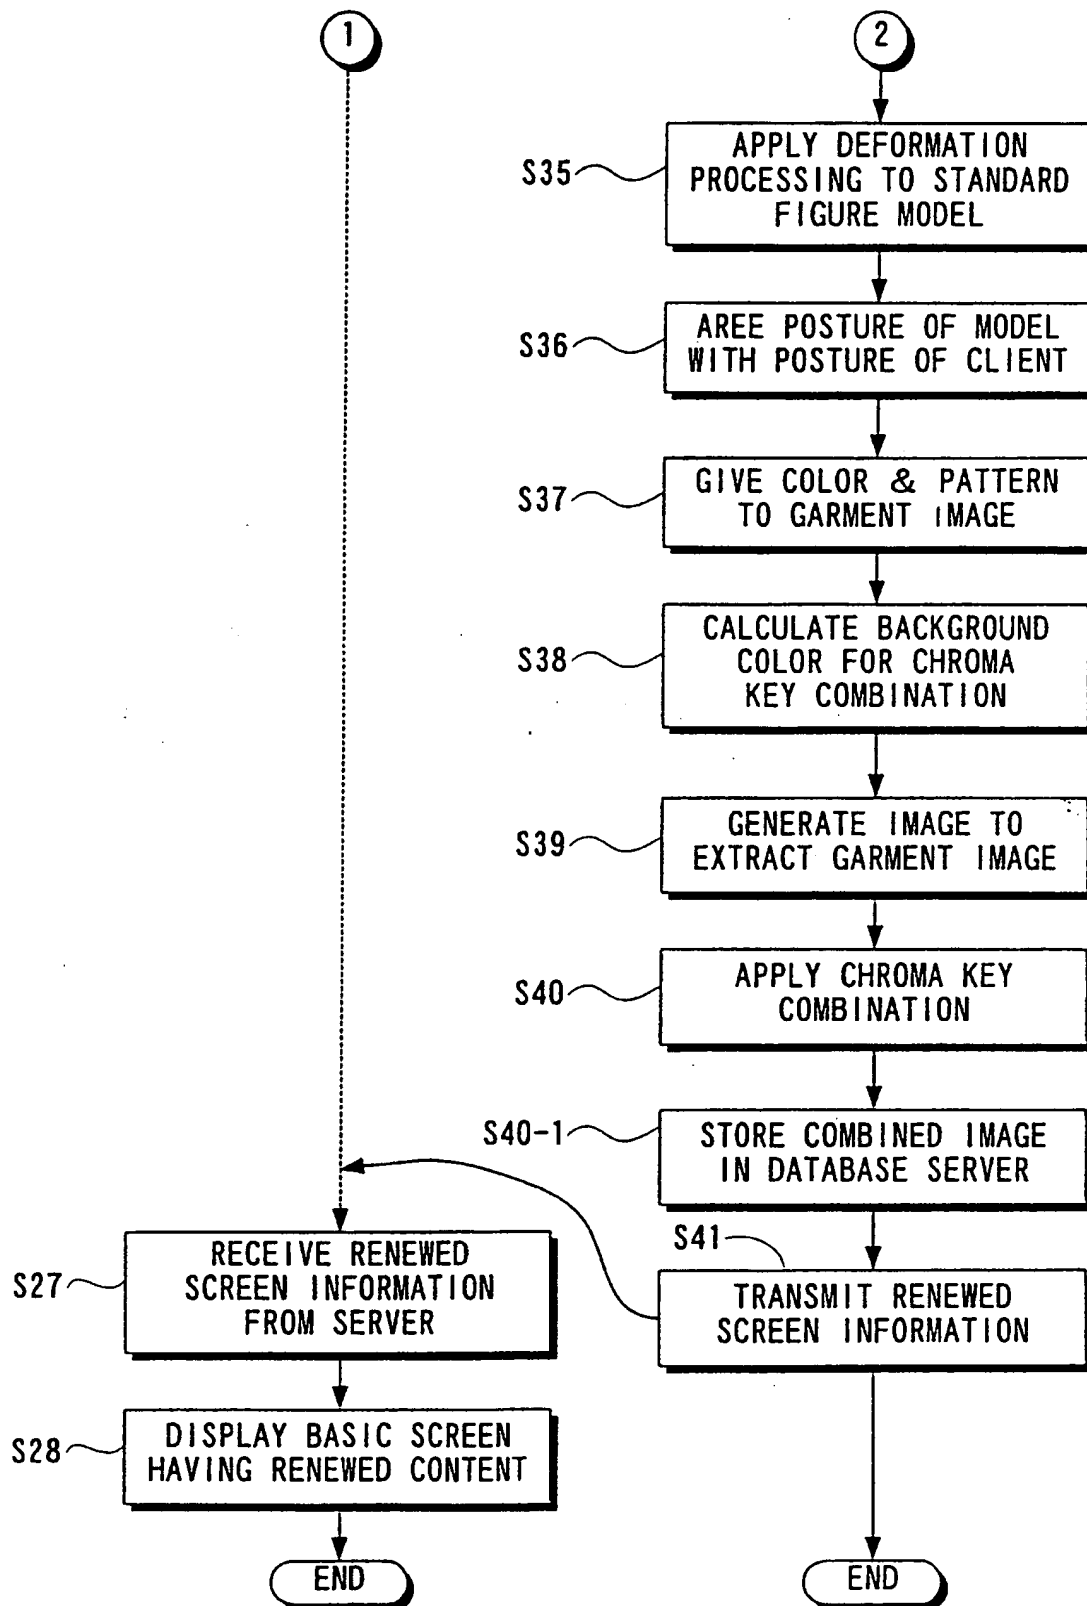 1
2
S35
APPLY DEFORMATION
PROCESSING TO STANDARD
FIGURE MODEL
S36
AREE POSTURE OF MODEL
WITH POSTURE OF CLIENT
S37
GIVE COLOR & PATTERN
TO GARMENT IMAGE
S38
CALCULATE BACKGROUND
COLOR FOR CHROMA
KEY COMBINATION
S39
GENERATE IMAGE TO
EXTRACT GARMENT IMAGE
S40
APPLY CHROMA KEY
COMBINATION
S40-1
STORE COMBINED IMAGE
IN DATABASE SERVER
S41
TRANSMIT RENEWED
SCREEN INFORMATION
S27
RECEIVE RENEWED
SCREEN INFORMATION
FROM SERVER
S28
DISPLAY BASIC SCREEN
HAVING RENEWED CONTENT
END
END